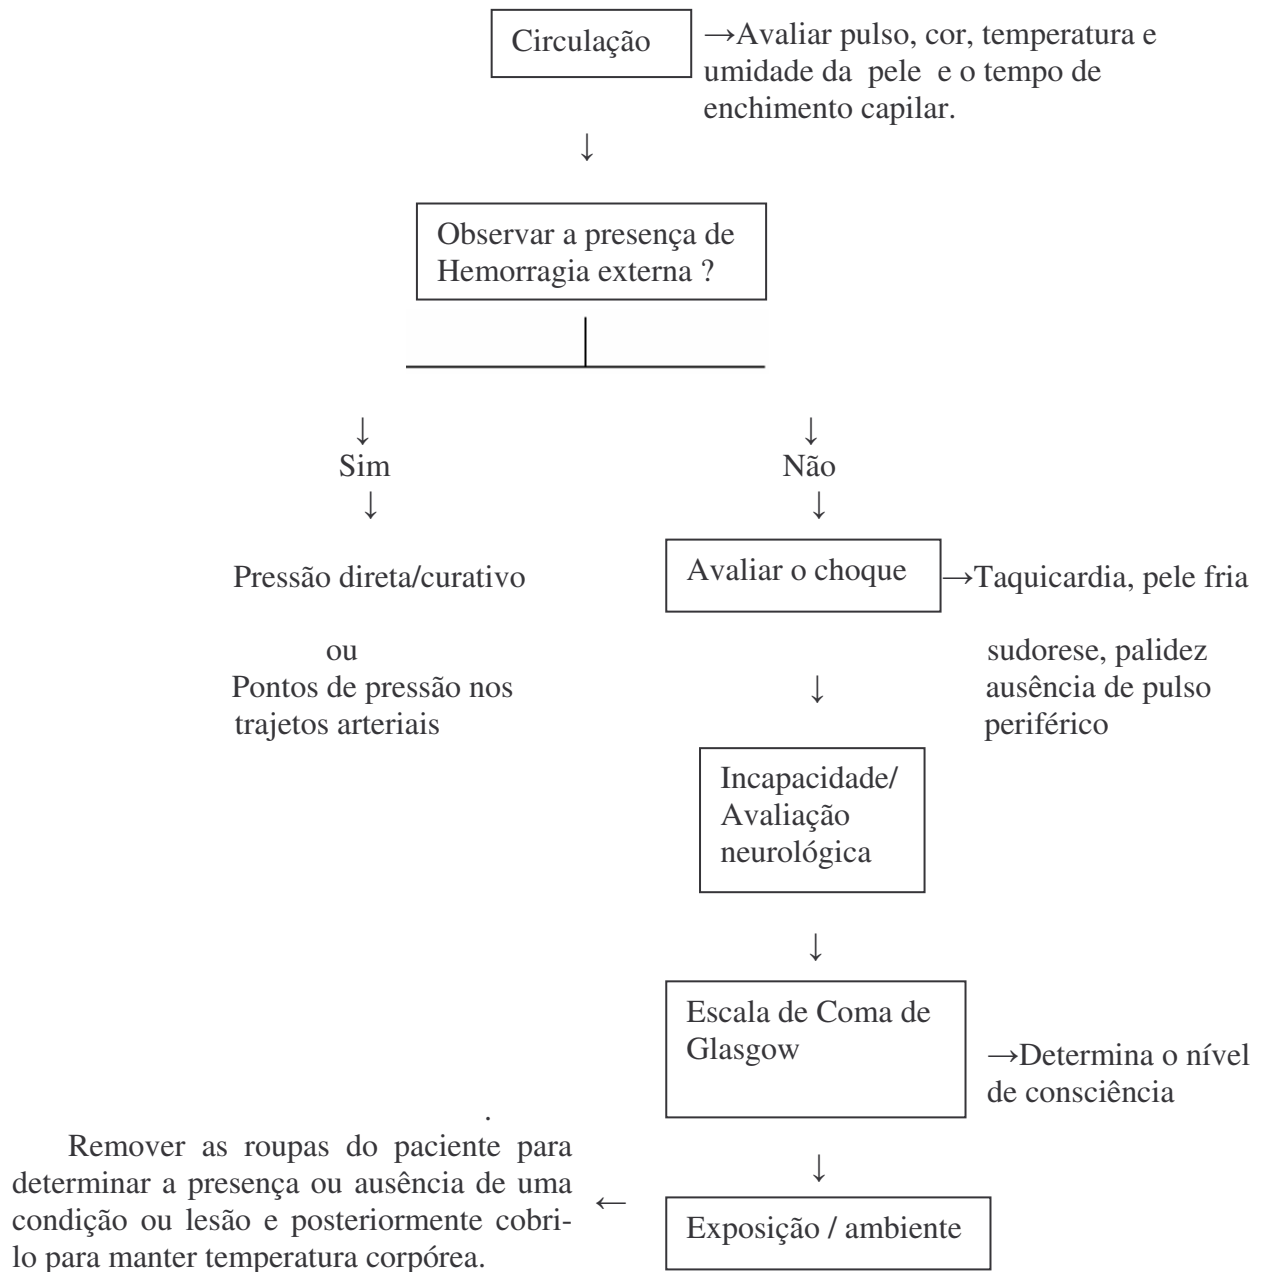 Circulação
→Avaliar pulso, cor, temperatura e
umidade da pele e o tempo de
enchimento capilar.
↓
Observar a presença de
Hemorragia externa ?
↓ ↓
Sim Não
↓ ↓
Pressão direta/curativo
ou
Pontos de pressão nos
trajetos arteriais
Avaliar o choque
→Taquicardia, pele fria
sudorese, palidez
ausência de pulso
periférico
↓
Incapacidade/
Avaliação
neurológica
↓
Escala de Coma de
Glasgow
→Determina o nível
de consciência
↓
Exposição / ambiente
←
.
Remover as roupas do paciente para
determinar a presença ou ausência de uma
condição ou lesão e posteriormente cobri-
lo para manter temperatura corpórea.